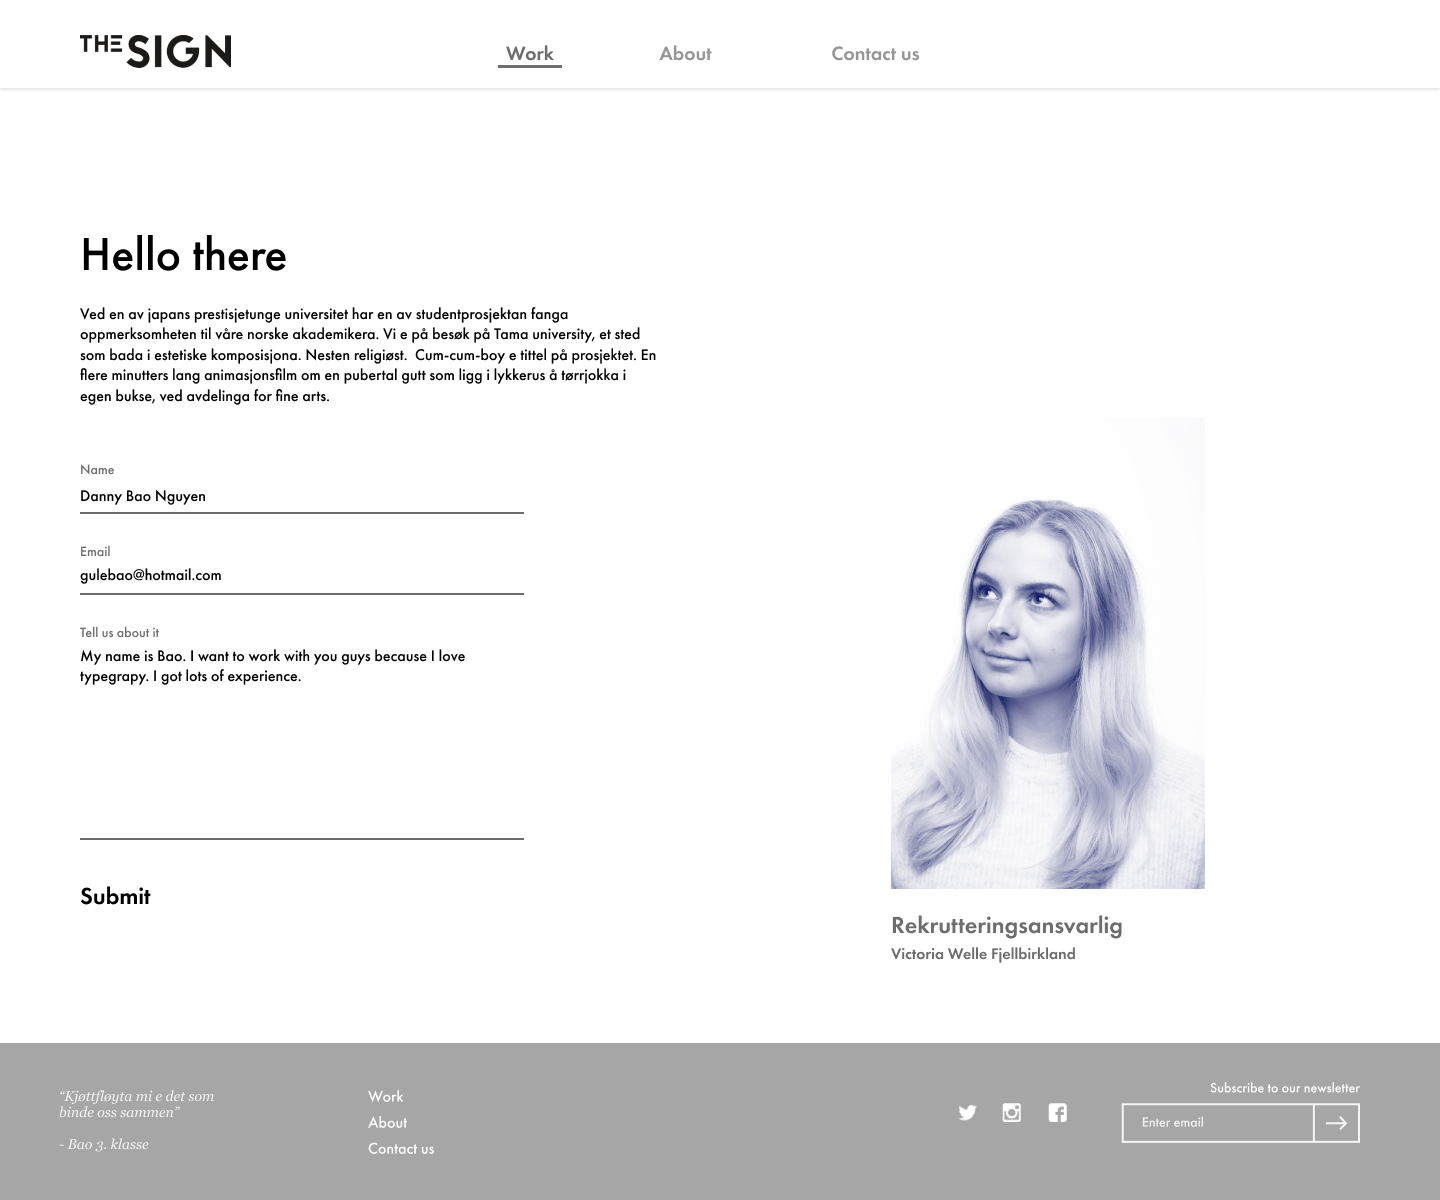 THE SIGN
Work
About
Contact us
Hello there
Ved en av japans prestisjetunge universitet har en av studentprosjektan fanga
oppmerksomheten til våre norske akademikera. Vi e på besøk på Tama university, et sted
som bada i estetiske komposisjona. Nesten religiøst.  Cum-cum-boy e tittel på prosjektet. En
flere minutters lang animasjonsfilm om en pubertal gutt som ligg i lykkerus å tørrjokka i
egen bukse, ved avdelinga for fine arts.
Name
Danny Bao Nguyen
Email
gulebao@hotmail.com
Tell us about it
My name is Bao. I want to work with you guys because I love
typegrapy. I got lots of experience.
Submit
Rekrutteringsansvarlig
Victoria Welle Fjellbirkland
“Kjøttfløyta mi e det som
binde oss sammen”
- Bao 3. klasse
Work
About
Contact us
Subscribe to our newsletter
Enter email